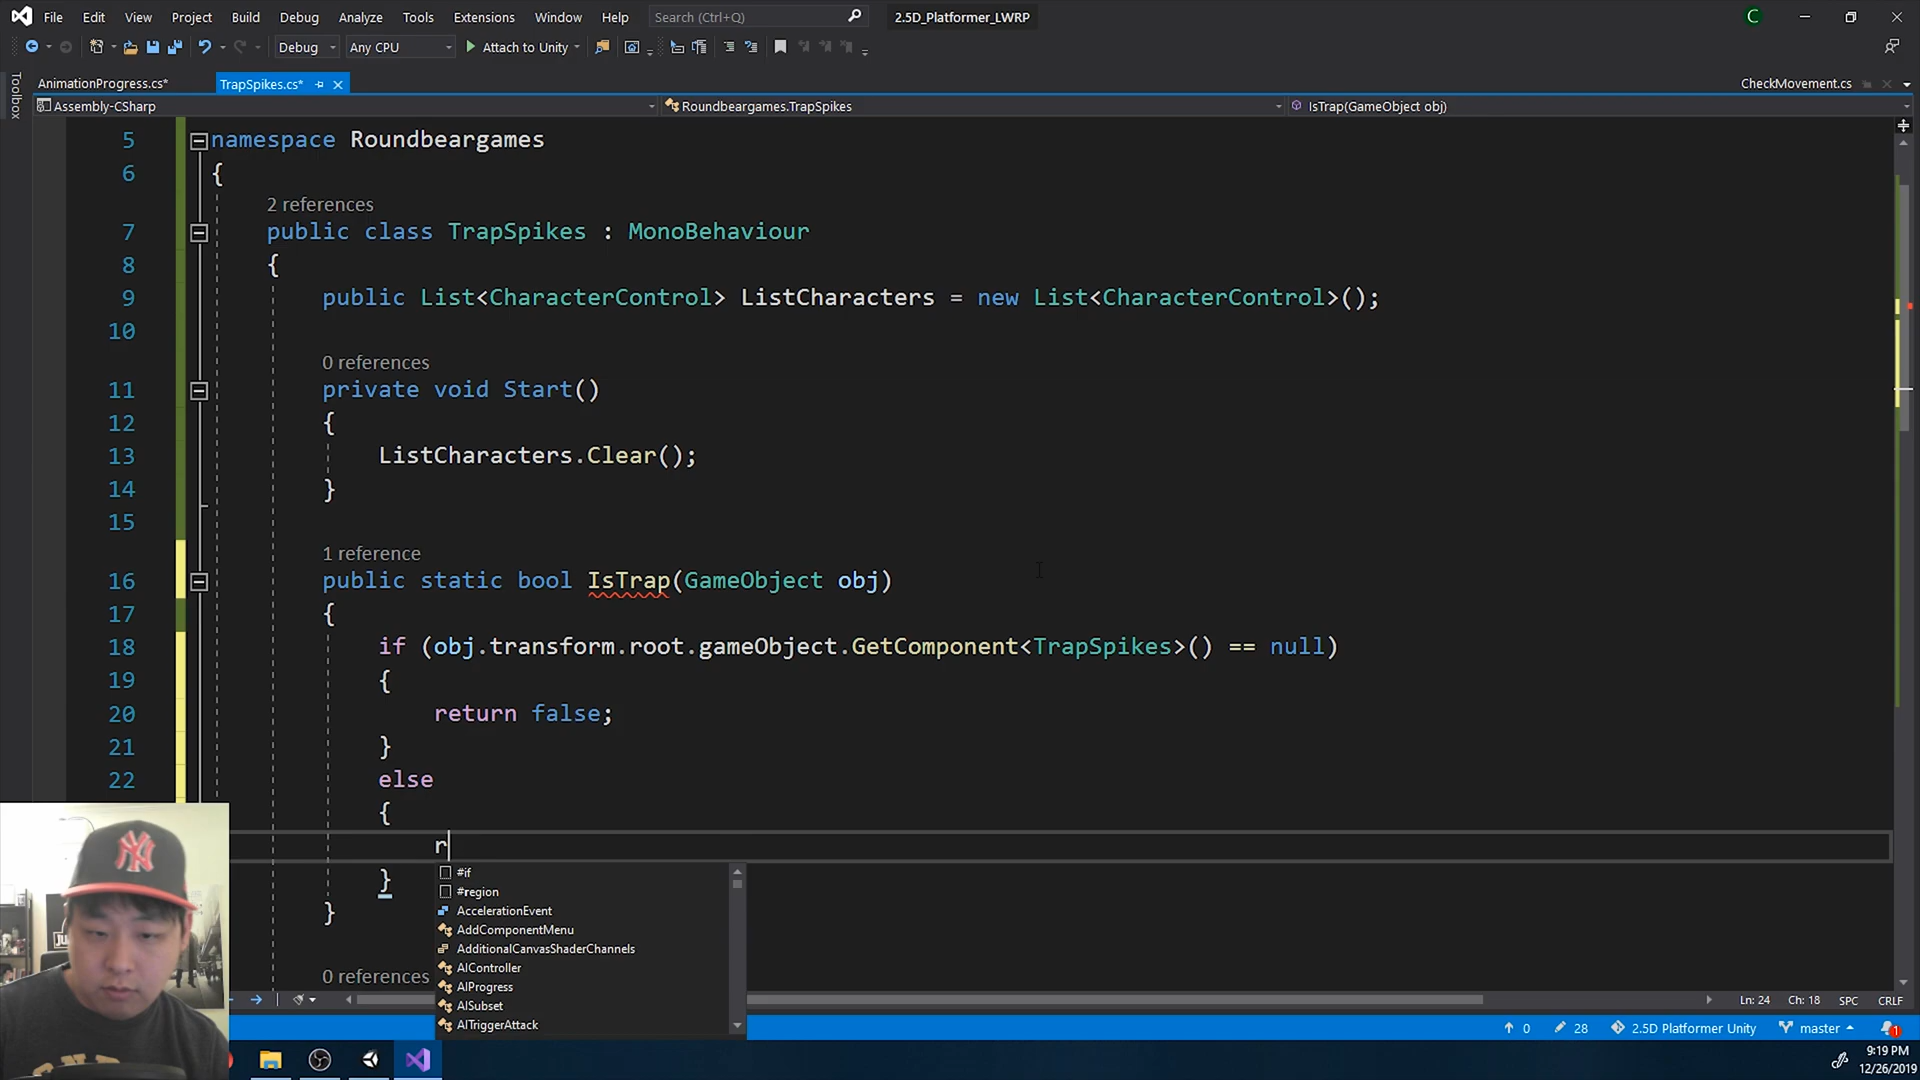 File Edit View Project Build Debug Analyze Tools Extensions Window Help Search (Ctrl+Q) 2.5D_Platformer_LWRP C
Debug Any CPU Attach to Unity
Toolbox
AnimationProgress.cs* TrapSpikes.cs* CheckMovement.cs
Assembly-CSharp Roundbeargames.TrapSpikes IsTrap(GameObject obj)
5 namespace Roundbeargames
6 {
2 references
7 public class TrapSpikes : MonoBehaviour
8 {
9 public List<CharacterControl> ListCharacters = new List<CharacterControl>();
10
0 references
11 private void Start()
12 {
13 ListCharacters.Clear();
14 }
15
1 reference
16 public static bool IsTrap(GameObject obj)
17 {
18 if (obj.transform.root.gameObject.GetComponent<TrapSpikes>() == null)
19 {
20 return false;
21 }
22 else
{
r
#if
}
#region
AccelerationEvent
}
AddComponentMenu
AdditionalCanvasShaderChannels
AIController
0 references
AIProgress
AISubset
AITriggerAttack
Ln: 24 Ch: 18 SPC CRLF
0 28 2.5D Platformer Unity master 1
9:19 PM
12/26/2019